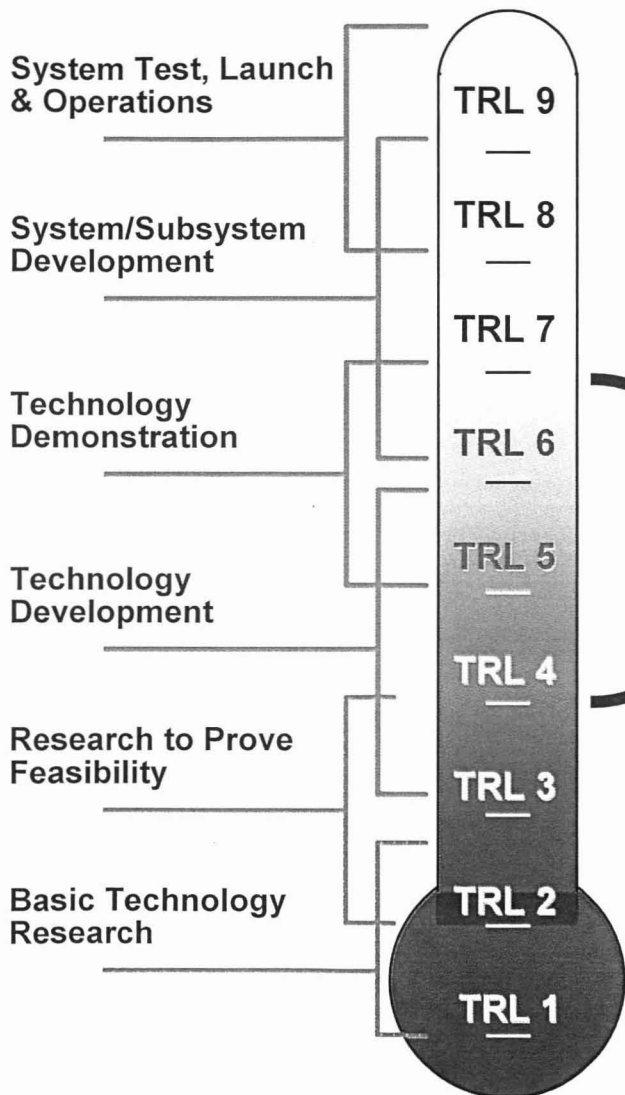 System Test, Launch
& Operations
System/Subsystem
Development
Technology
Demonstration
Technology
Development
Research to Prove
Feasibility
Basic Technology
Research
TRL 9
TRL 8
TRL 7
TRL 6
TRL 5
TRL 4
TRL 3
TRL 2
TRL 1